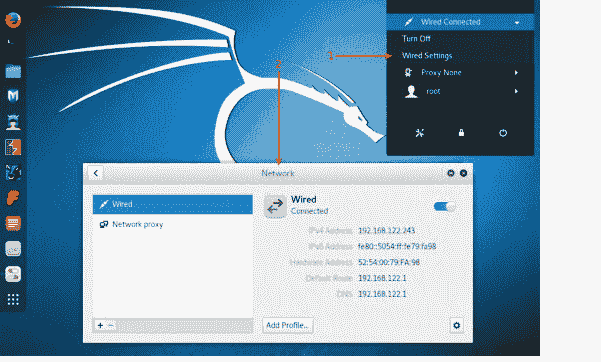 Wired Connected
Turn Off
Wired Settings
Proxy None
root
Network
Wired
Network proxy
Wired
Connected
IPv4 Address 192.168.122.243
IPv6 Address fe80::5054:ff:fe79:fa98
Hardware Address 52:54:00:79:FA:98
Default Route 192.168.122.1
DNS 192.168.122.1
Add Profile...